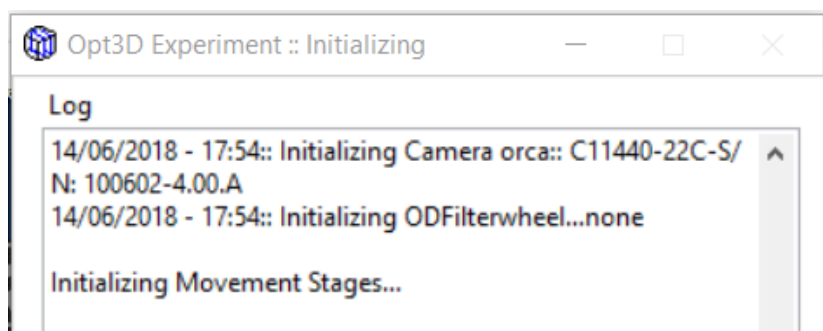 Opt3D Experiment :: Initializing
Log
14/06/2018 - 17:54:: Initializing Camera orca:: C11440-22C-S/
N: 100602-4.00.A
14/06/2018 - 17:54:: Initializing ODFilterwheel...none
Initializing Movement Stages...